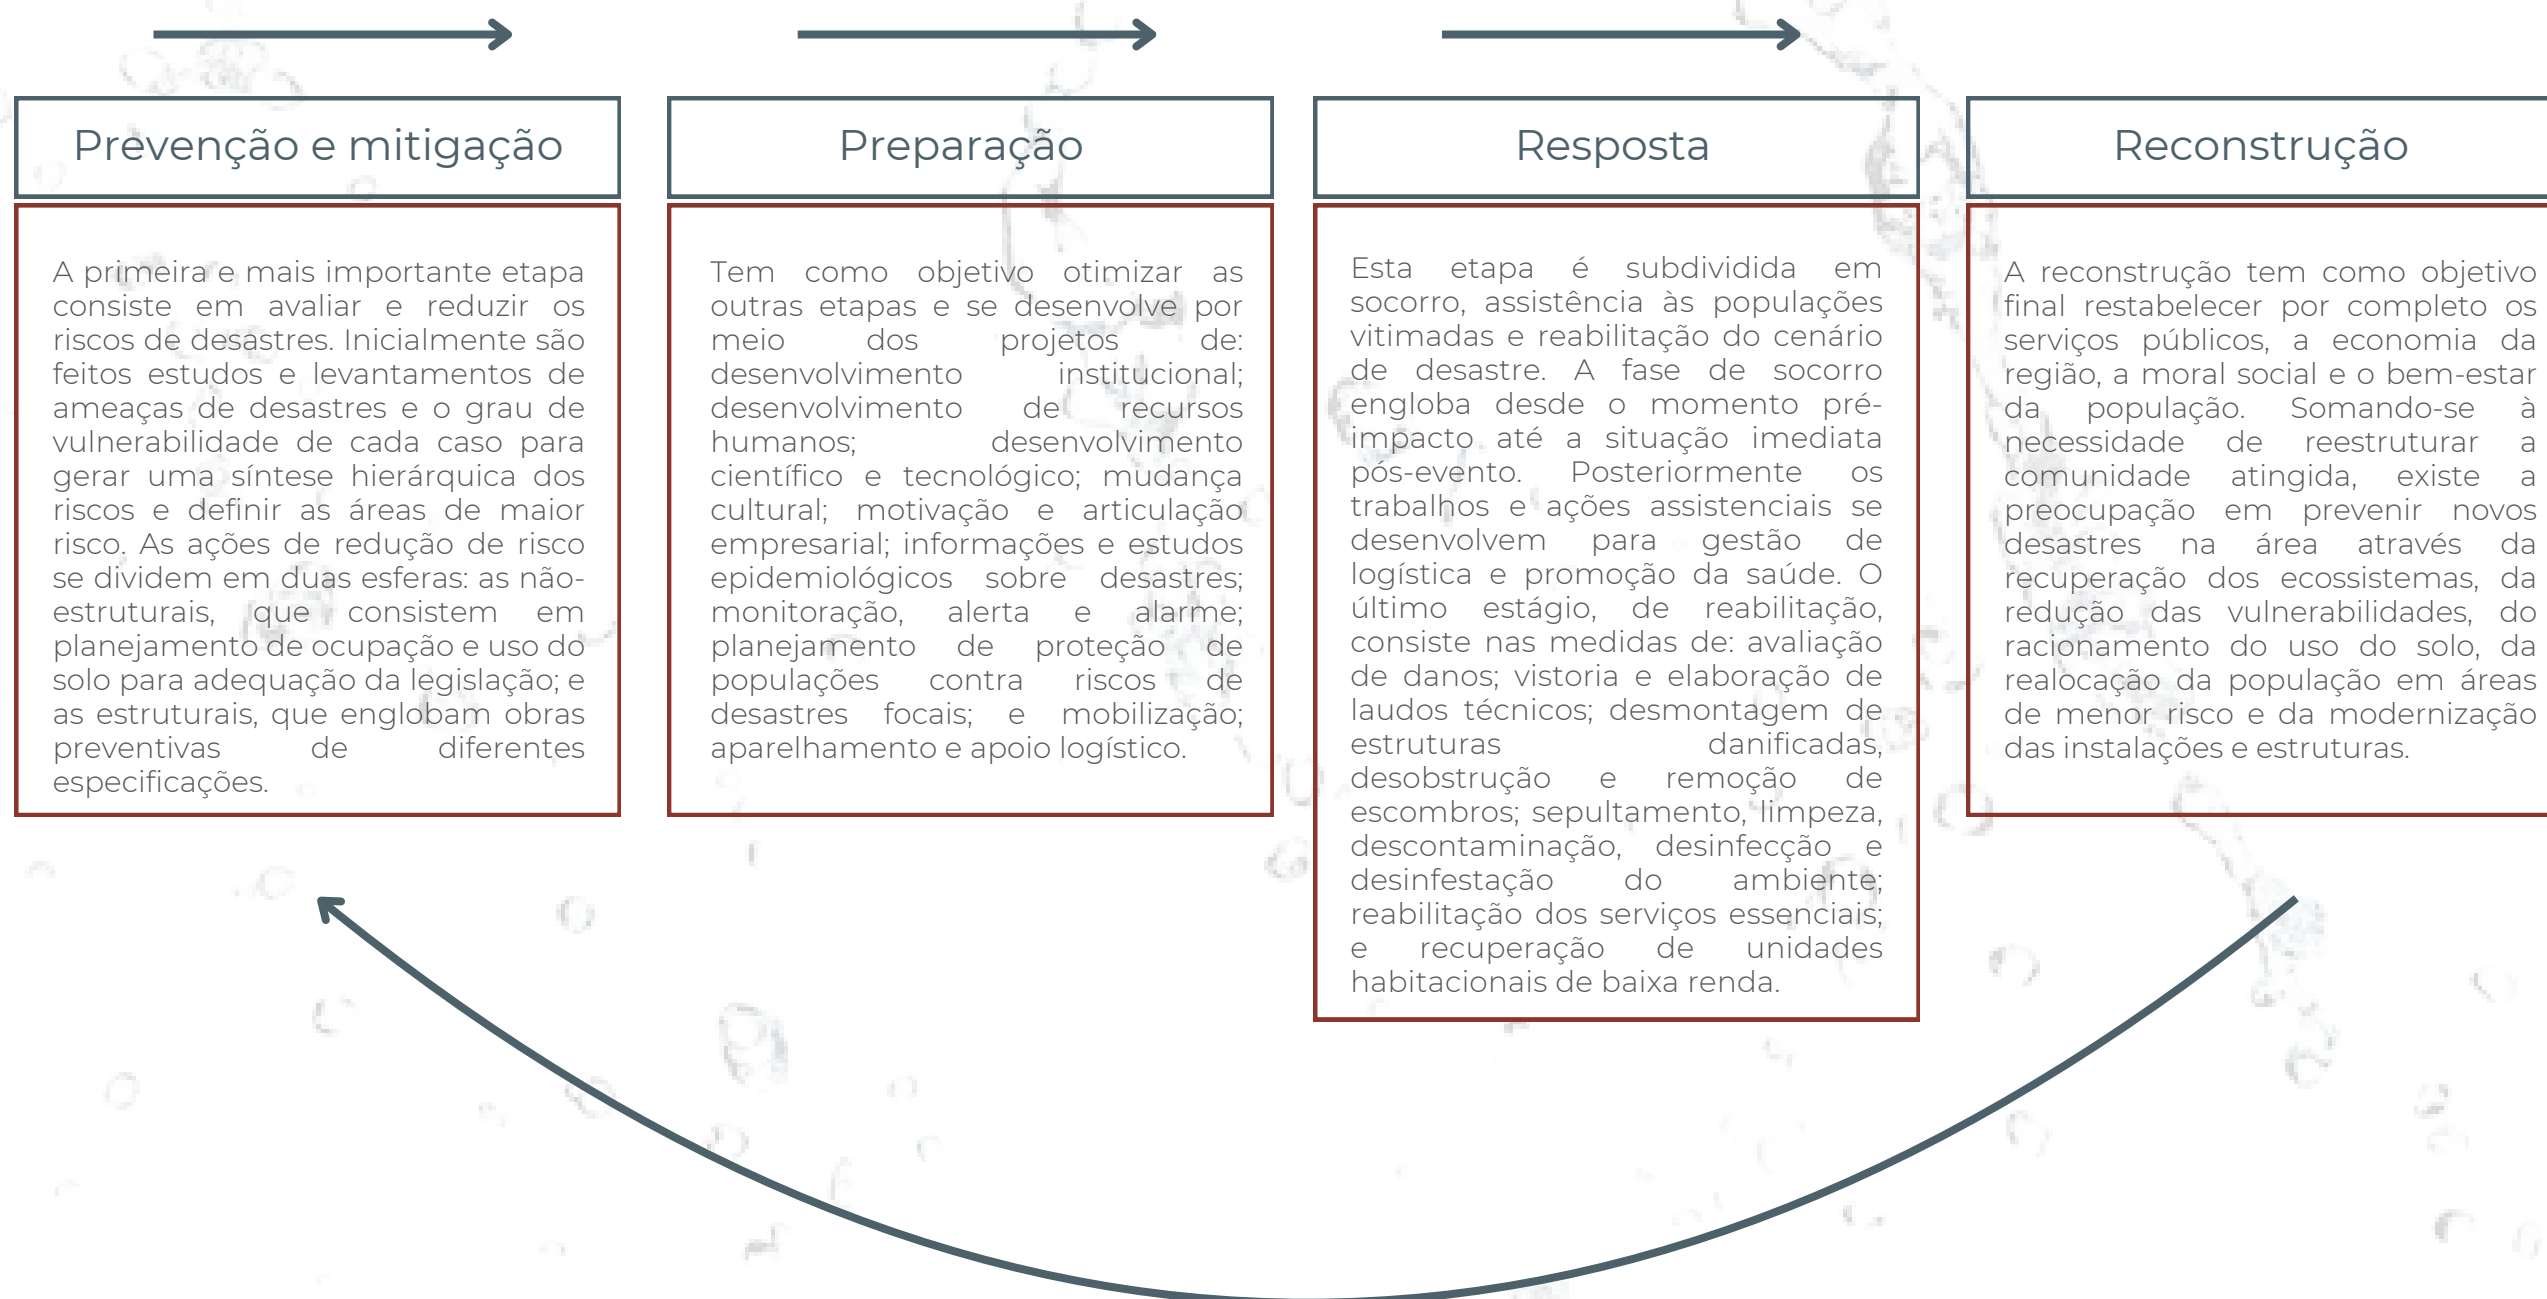 Prevenção e mitigação
A primeira e mais importante etapa
consiste em avaliar e reduzir os
riscos de desastres. Inicialmente são
feitos estudos e levantamentos de
ameaças de desastres e o grau de
vulnerabilidade de cada caso para
gerar uma síntese hierárquica dos
riscos e definir as áreas de maior
risco. As ações de redução de risco
se dividem em duas esferas: as não-
estruturais, que consistem em
planejamento de ocupação e uso do
solo para adequação da legislação; e
as estruturais, que englobam obras
preventivas de diferentes
especificações.
Preparação
Tem como objetivo otimizar as
outras etapas e se desenvolve por
meio dos projetos de:
desenvolvimento institucional;
desenvolvimento de recursos
humanos; desenvolvimento
científico e tecnológico; mudança
cultural; motivação e articulação
empresarial; informações e estudos
epidemiológicos sobre desastres;
monitoração, alerta e alarme;
planejamento de proteção de
populações contra riscos de
desastres focais; e mobilização;
aparelhamento e apoio logístico.
Resposta
Esta etapa é subdividida em
socorro, assistência às populações
vitimadas e reabilitação do cenário
de desastre. A fase de socorro
engloba desde o momento pré-
impacto até a situação imediata
pós-evento. Posteriormente os
trabalhos e ações assistenciais se
desenvolvem para gestão de
logística e promoção da saúde. O
último estágio, de reabilitação,
consiste nas medidas de: avaliação
de danos; vistoria e elaboração de
laudos técnicos; desmontagem de
estruturas danificadas,
desobstrução e remoção de
escombros; sepultamento, limpeza,
descontaminação, desinfecção e
desinfestação do ambiente;
reabilitação dos serviços essenciais;
e recuperação de unidades
habitacionais de baixa renda.
Reconstrução
A reconstrução tem como objetivo
final restabelecer por completo os
serviços públicos, a economia da
região, a moral social e o bem-estar
da população. Somando-se à
necessidade de reestruturar a
comunidade atingida, existe a
preocupação em prevenir novos
desastres na área através da
recuperação dos ecossistemas, da
redução das vulnerabilidades, do
racionamento do uso do solo, da
realocação da população em áreas
de menor risco e da modernização
das instalações e estruturas.